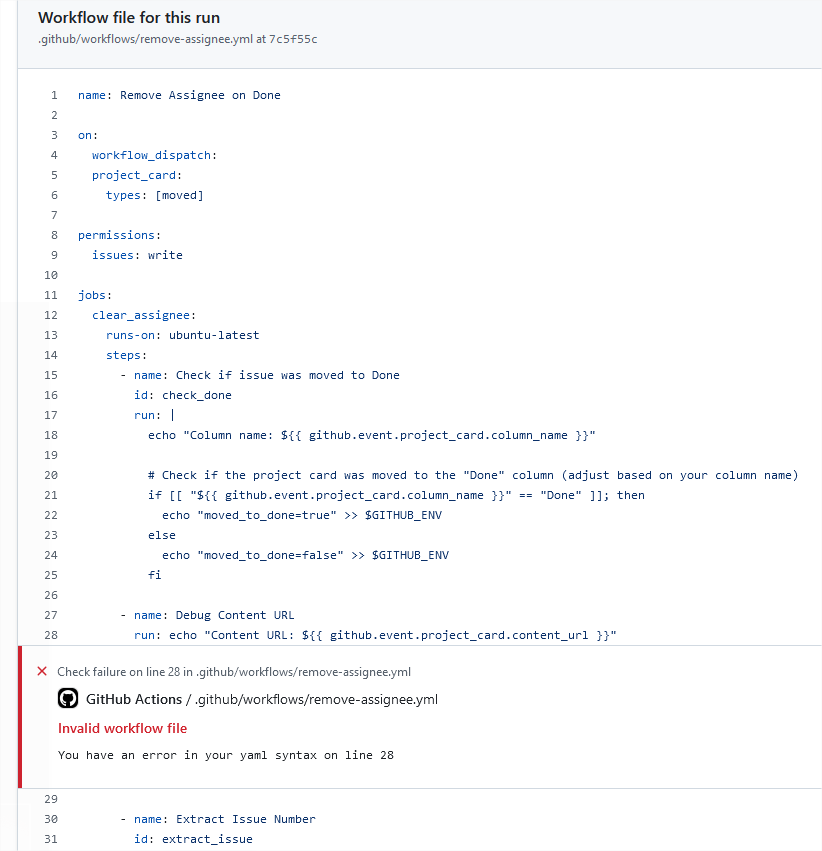 Workflow file for this run
.github/workflows/remove-assignee.yml at 7c5f55c
1 name: Remove Assignee on Done
2
3 on:
4   workflow_dispatch:
5   project_card:
6     types: [moved]
7
8 permissions:
9   issues: write
10
11 jobs:
12   clear_assignee:
13     runs-on: ubuntu-latest
14     steps:
15       - name: Check if issue was moved to Done
16         id: check_done
17         run: |
18           echo "Column name: ${{ github.event.project_card.column_name }}"
19
20           # Check if the project card was moved to the "Done" column (adjust based on your column name)
21           if [[ "${{ github.event.project_card.column_name }}" == "Done" ]]; then
22             echo "moved_to_done=true" >> $GITHUB_ENV
23           else
24             echo "moved_to_done=false" >> $GITHUB_ENV
25           fi
26
27       - name: Debug Content URL
28         run: echo "Content URL: ${{ github.event.project_card.content_url }}"
Check failure on line 28 in .github/workflows/remove-assignee.yml
GitHub Actions / .github/workflows/remove-assignee.yml
Invalid workflow file
You have an error in your yaml syntax on line 28
29
30       - name: Extract Issue Number
31         id: extract_issue